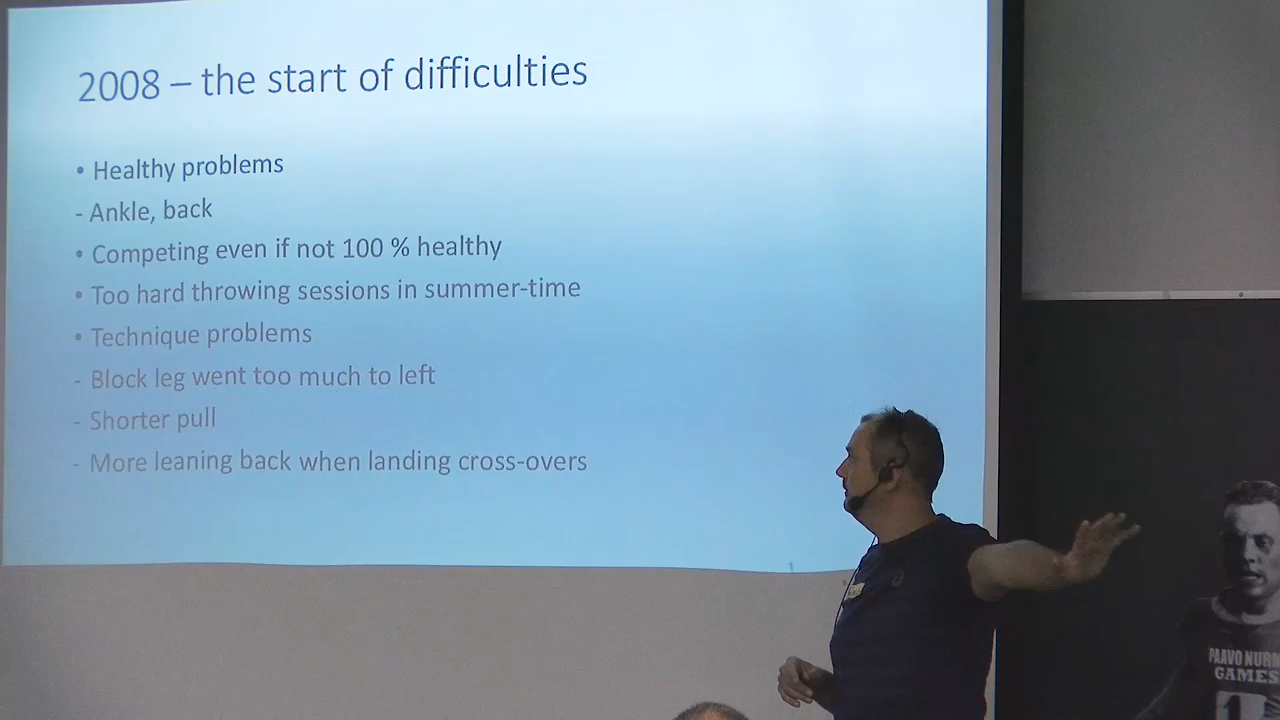 2008 – the start of difficulties
• Healthy problems
- Ankle, back
• Competing even if not 100 % healthy
• Too hard throwing sessions in summer-time
• Technique problems
- Block leg went too much to left
- Shorter pull
- More leaning back when landing cross-overs
PAAVO
GAMES
1